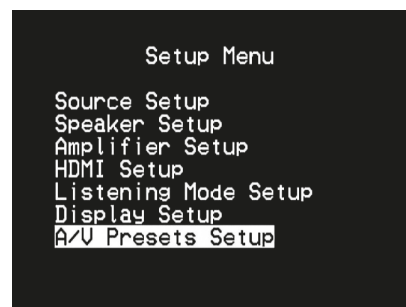 Setup Menu
Source Setup
Speaker Setup
Amplifier Setup
HDMI Setup
Listening Mode Setup
Display Setup
A/V Presets Setup